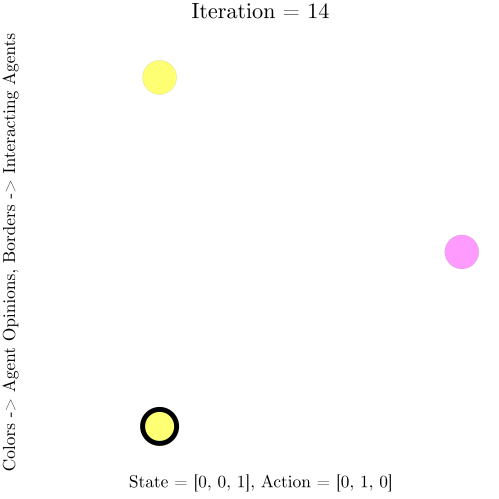 Iteration = 14
Colors -> Agent Opinions, Borders -> Interacting Agents
State = [0, 0, 1], Action = [0, 1, 0]